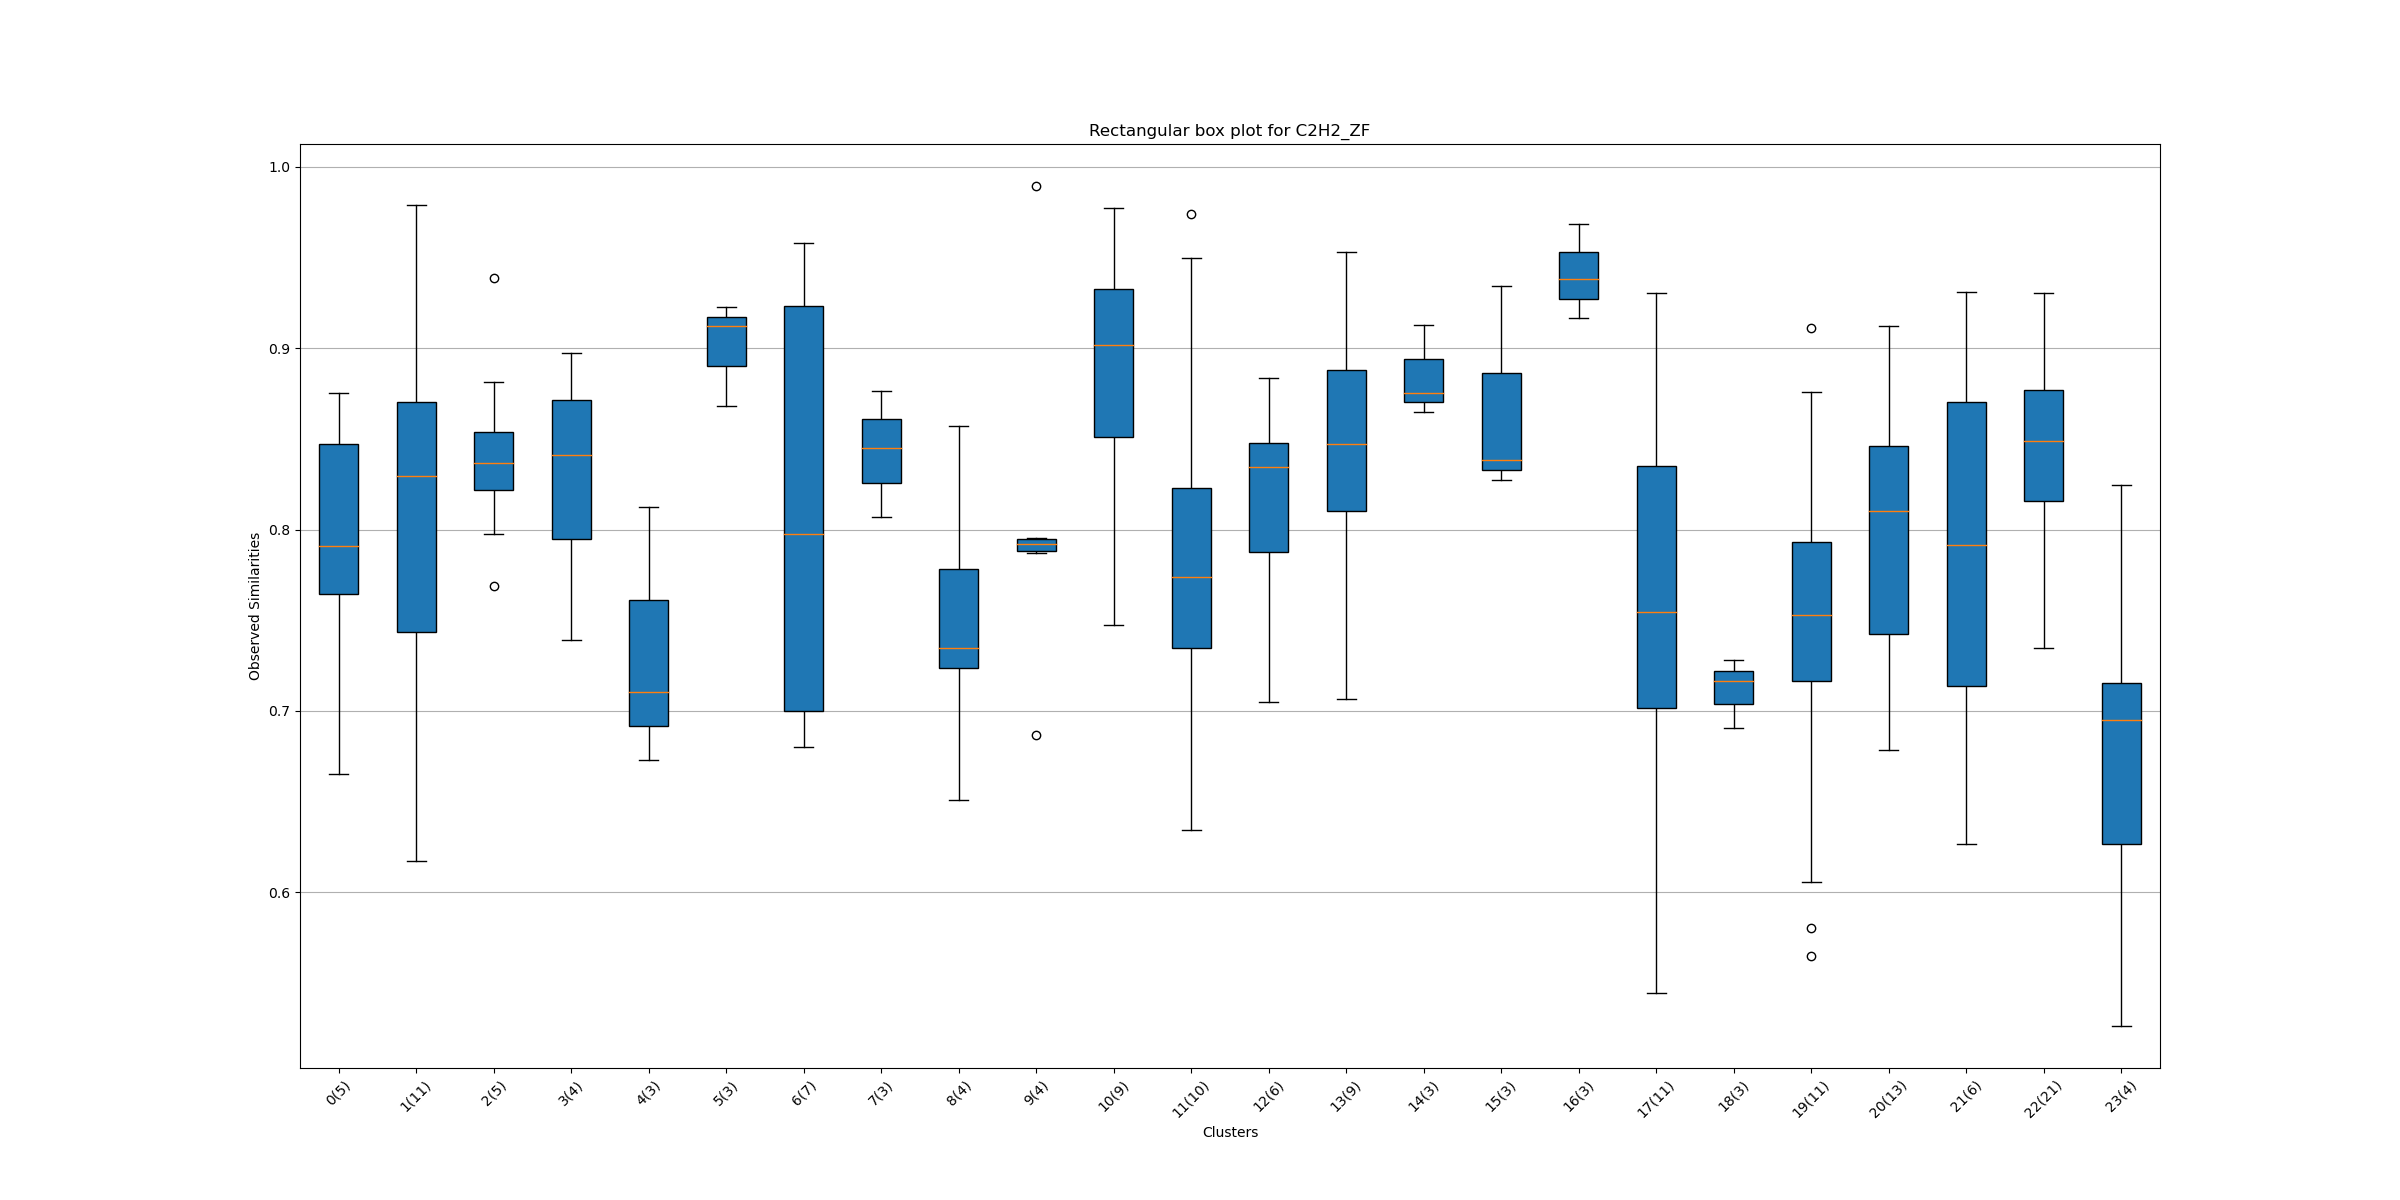 Rectangular box plot for C2H2_ZF
1.0
0.9
0.8
0.7
0.6
Observed Similarities
0(5) 1(11) 2(5) 3(4) 4(3) 5(3) 6(7) 7(3) 8(4) 9(4) 10(9) 11(10) 12(6) 13(9) 14(3) 15(3) 16(3) 17(11) 18(3) 19(11) 20(13) 21(6) 22(21) 23(4)
Clusters